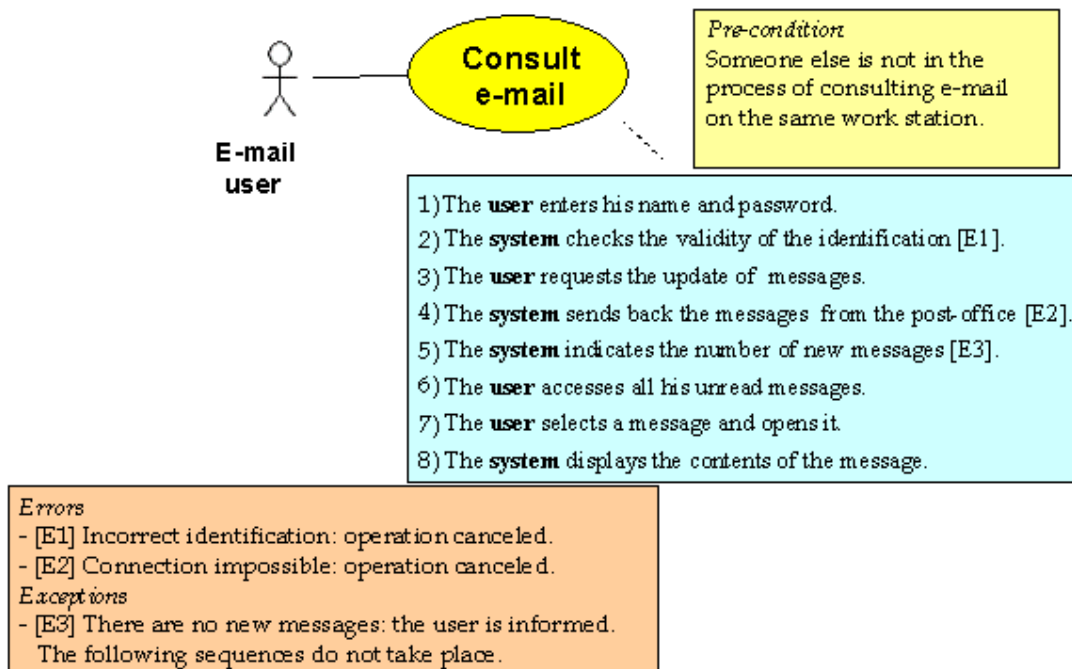 Consult
e-mail
E-mail
user
Pre-condition
Someone else is not in the
process of consulting e-mail
on the same work station.
1) The user enters his name and password.
2) The system checks the validity of the identification [E1].
3) The user requests the update of messages.
4) The system sends back the messages from the post-office [E2].
5) The system indicates the number of new messages [E3].
6) The user accesses all his unread messages.
7) The user selects a message and opens it.
8) The system displays the contents of the message.
Errors
- [E1] Incorrect identification: operation canceled.
- [E2] Connection impossible: operation canceled.
Exceptions
- [E3] There are no new messages: the user is informed.
The following sequences do not take place.